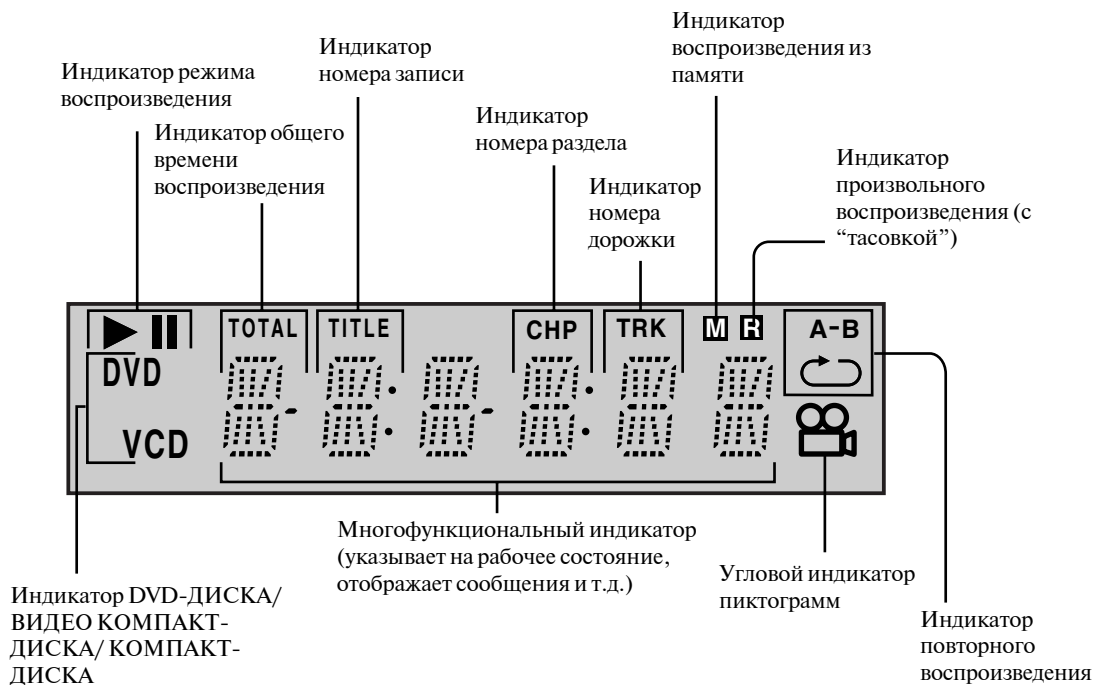 Индикатор режима
воспроизведения
Индикатор общего
времени
воспроизведения
Индикатор
номера записи
Индикатор
номера раздела
Индикатор
номера
дорожки
Индикатор
воспроизведения из
памяти
Индикатор
произвольного
воспроизведения (с
“тасовкой”)
TOTAL TITLE CHP TRK M R A-B
DVD
VCD
Многофункциональный индикатор
(указывает на рабочее состояние,
отображает сообщения и т.д.)
Индикатор DVD-ДИСКА/
ВИДЕО КОМПАКТ-
ДИСКА/ КОМПАКТ-
ДИСКА
Угловой индикатор
пиктограмм
Индикатор
повторного
воспроизведения